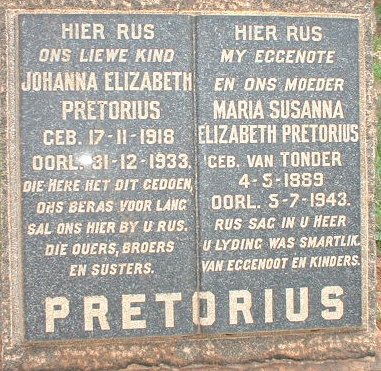 HIER RUS
ONS LIEWE KIND
JOHANNA ELIZABETH
PRETORIUS
GEB. 17-11-1918
OORL. 31-12-1933.
DIE HERE HET DIT GEDOEN,
ONS BERAS VOOR LANG
SAL ONS HIER BY U RUS.
DIE OUERS, BROERS
EN SUSTERS.
HIER RUS
MY EGGENOTE
EN ONS MOEDER
MARIA SUSANNA
ELIZABETH PRETORIUS
GEB. VAN TONDER
4-5-1889
OORL. 5-7-1943.
RUS SAG IN U HEER
U LYDING WAS SMARTLIK.
VAN EGGENOOT EN KINDERS.
PRETORIUS